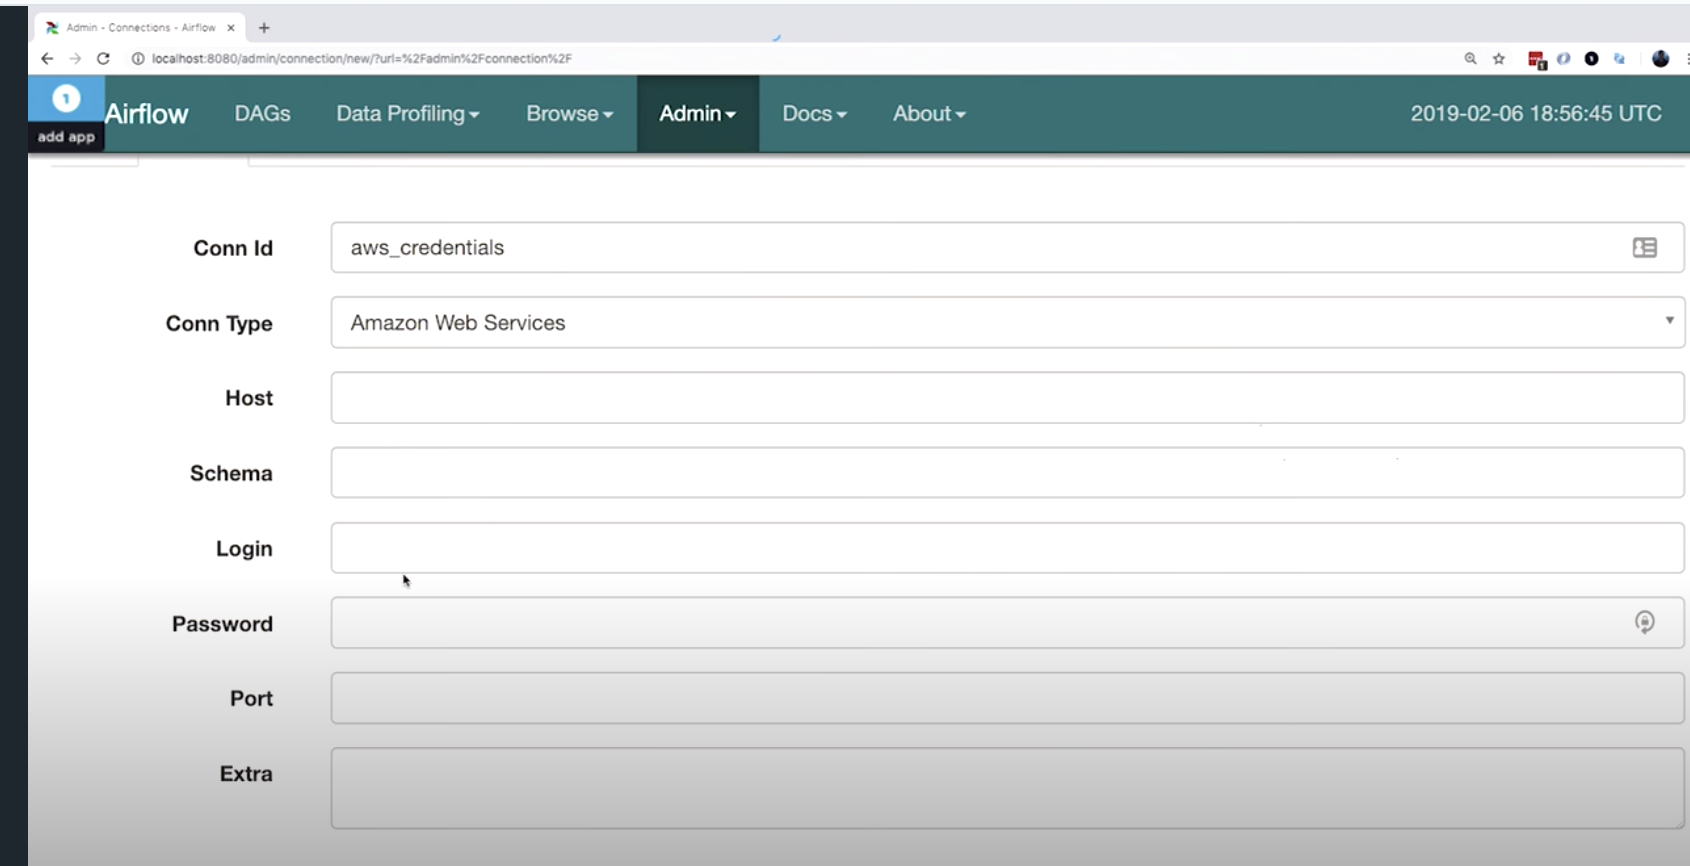 Admin - Connections - Airflow
localhost:8080/admin/connection/new/?url=%2Fadmin%2Fconnection%2F
1
add app
Airflow DAGs Data Profiling Browse Admin Docs About 2019-02-06 18:56:45 UTC
Conn Id aws_credentials
Conn Type Amazon Web Services
Host
Schema
Login
Password
Port
Extra